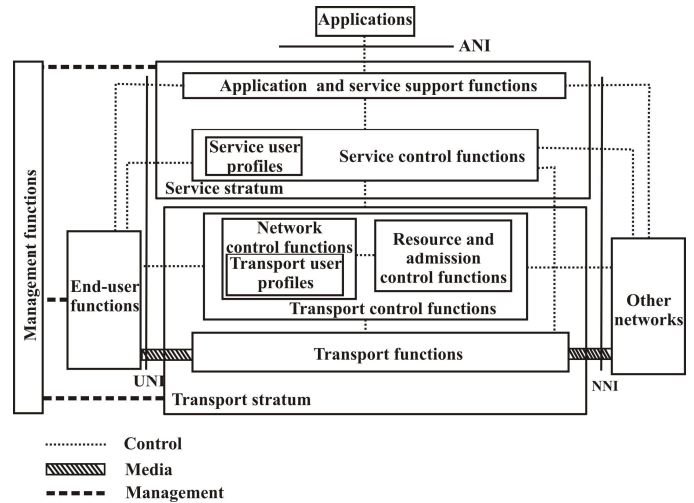 Applications
ANI
Application and service support functions
Service user
profiles
Service control functions
Service stratum
Management functions
End-user
functions
Network
control functions
Transport user
profiles
Resource and
admission
control functions
Transport control functions
Other
networks
Transport functions
UNI
NNI
Transport stratum
Control
Media
Management